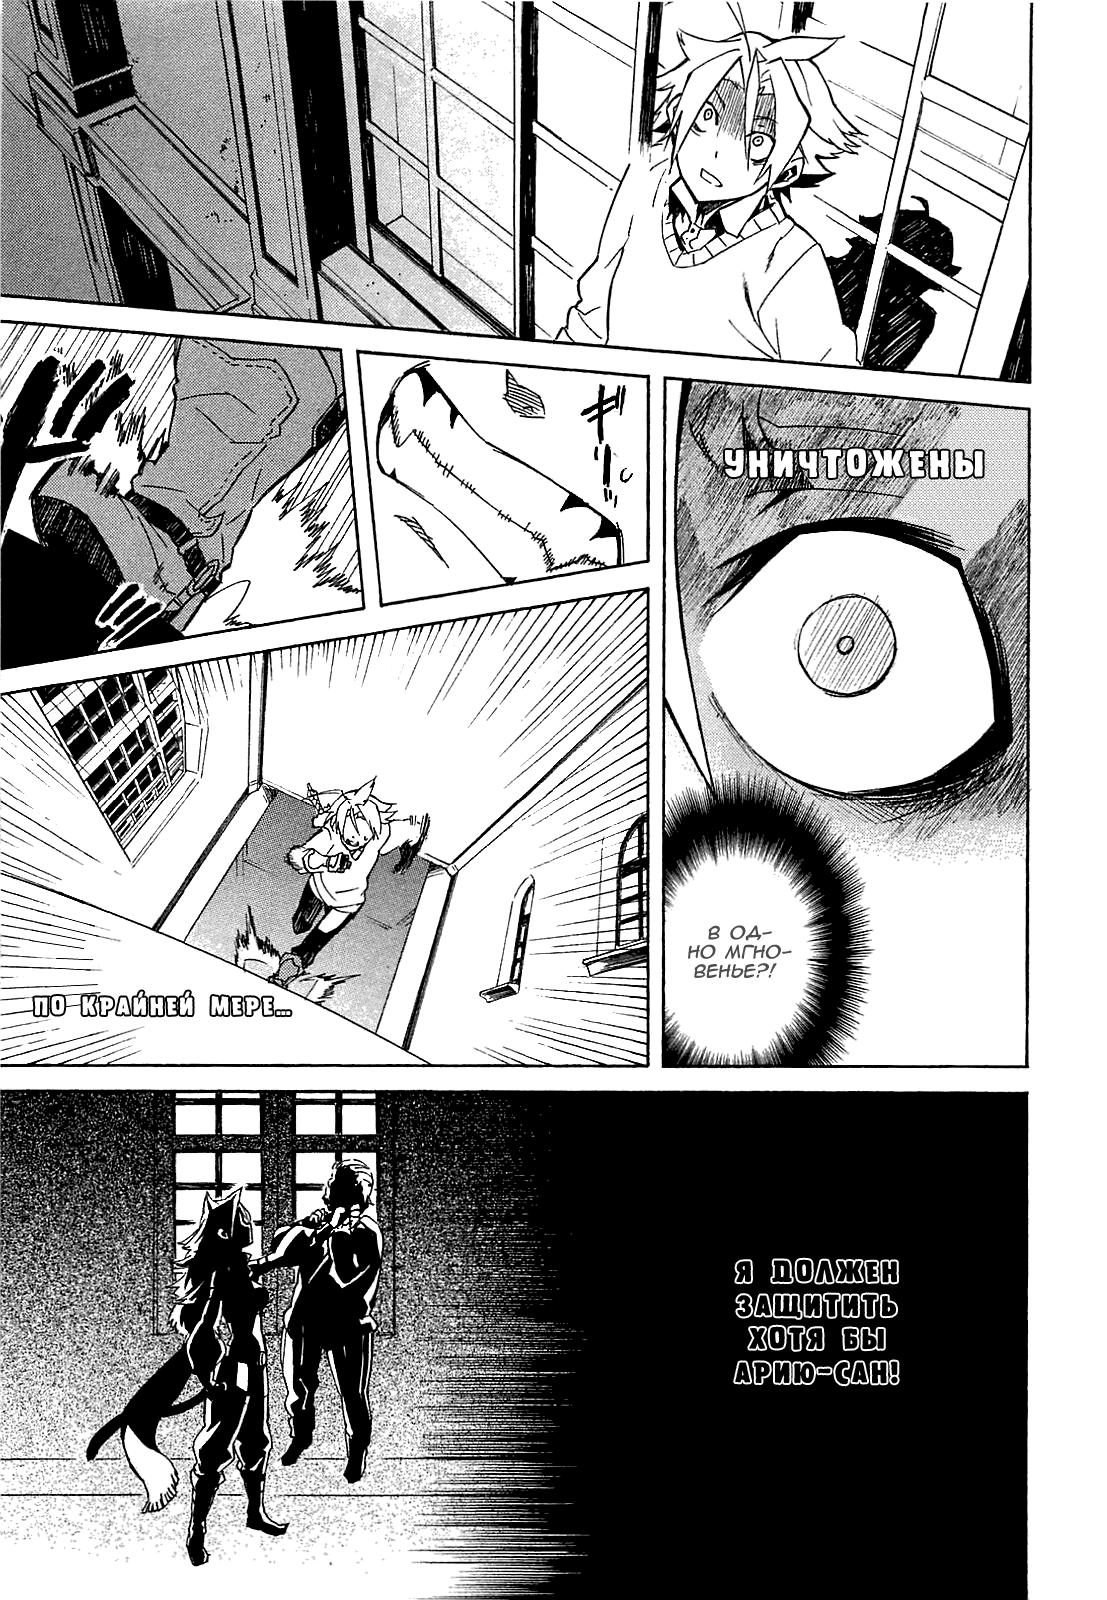 УНИЧТОЖЕНЫ
В ОД-
НО МГНО-
ВЕНЬЕ?!
ПО КРАЙНЕЙ МЕРЕ...
Я ДОЛЖЕН
ЗАЩИТИТЬ
ХОТЯ БЫ
АРИЮ-САН!